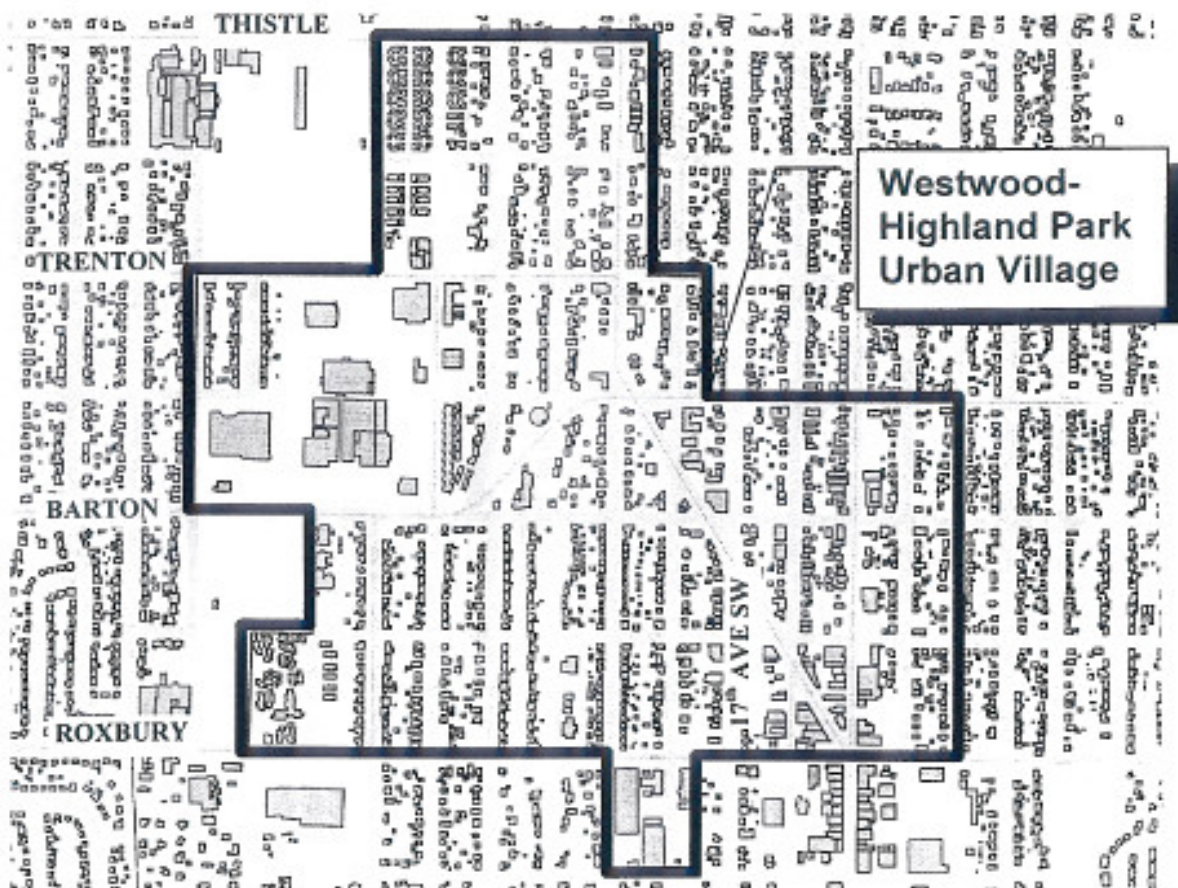 THISTLE
Westwood-
Highland Park
Urban Village
TRENTON
BARTON
17th AVE SW
ROXBURY